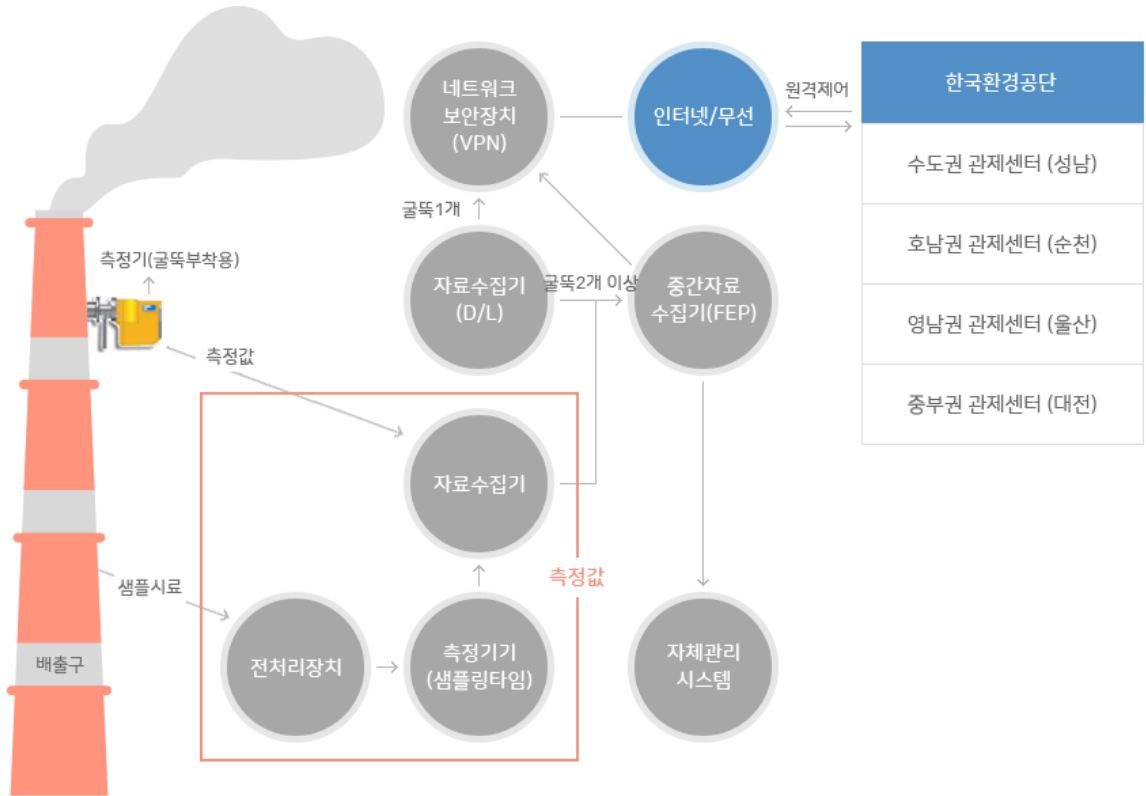 네트워크
보안장치
(VPN)
인터넷/무선
원격제어
한국환경공단
수도권 관제센터 (성남)
호남권 관제센터 (순천)
영남권 관제센터 (울산)
중부권 관제센터 (대전)
굴뚝1개
측정기(굴뚝부착용)
자료수집기
(D/L)
굴뚝2개 이상
중간자료
수집기(FEP)
측정값
자료수집기
측정값
샘플시료
배출구
전처리장치
측정기기
(샘플링타임)
자체관리
시스템